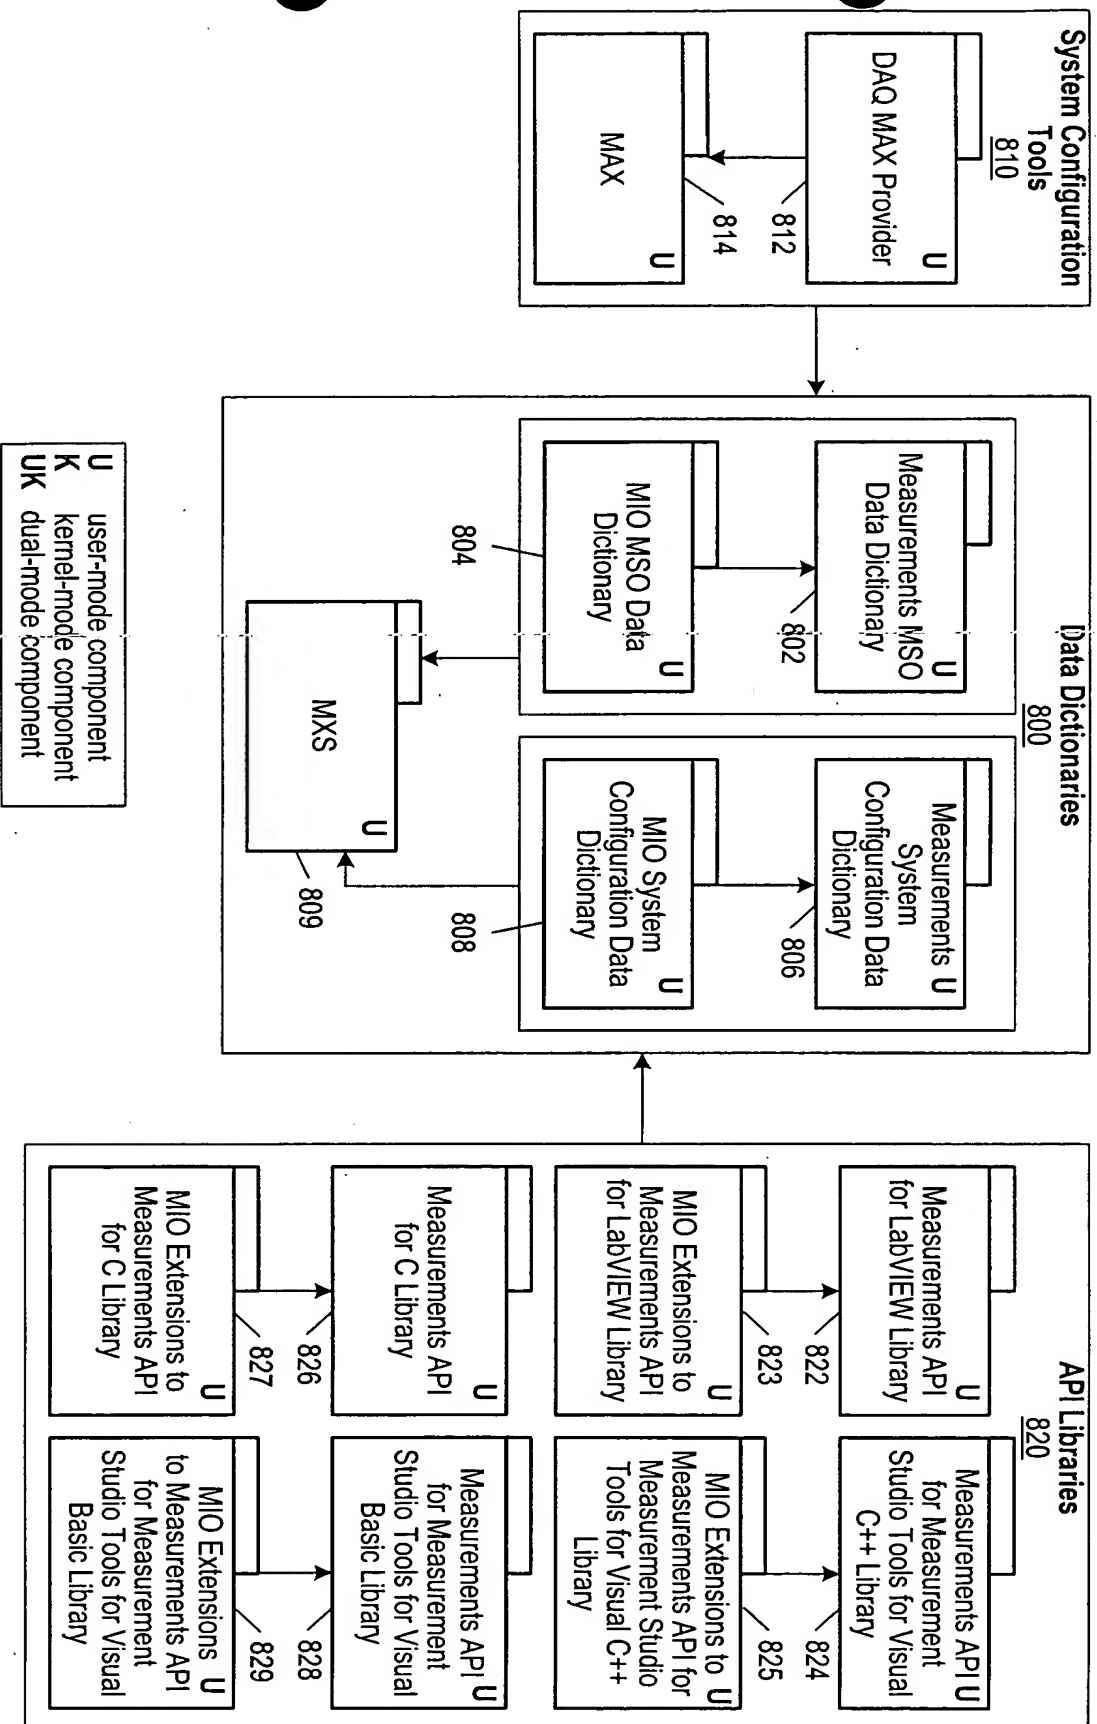 System Configuration
Tools
810
DAQ MAX Provider
U
812
814
MAX
U
Data Dictionaries
800
Measurements MSO
Data Dictionary
U
802
MIO MSO Data
Dictionary
U
804
Measurements
System
Configuration Data
Dictionary
U
806
MIO System
Configuration Data
Dictionary
U
808
MXS
U
809
API Libraries
820
Measurements API
for LabVIEW Library
U
822
823
MIO Extensions to
Measurements API
for LabVIEW Library
U
Measurements API
for Measurement
Studio Tools for Visual
C++ Library
U
824
825
MIO Extensions to
Measurements API for
Measurement Studio
Tools for Visual C++
Library
U
Measurements API
for C Library
U
826
827
MIO Extensions to
Measurements API
for C Library
U
Measurements API
for Measurement
Studio Tools for Visual
Basic Library
U
828
829
MIO Extensions
to Measurements API
for Measurement
Studio Tools for Visual
Basic Library
U
U user-mode component
K kernel-mode component
UK dual-mode component